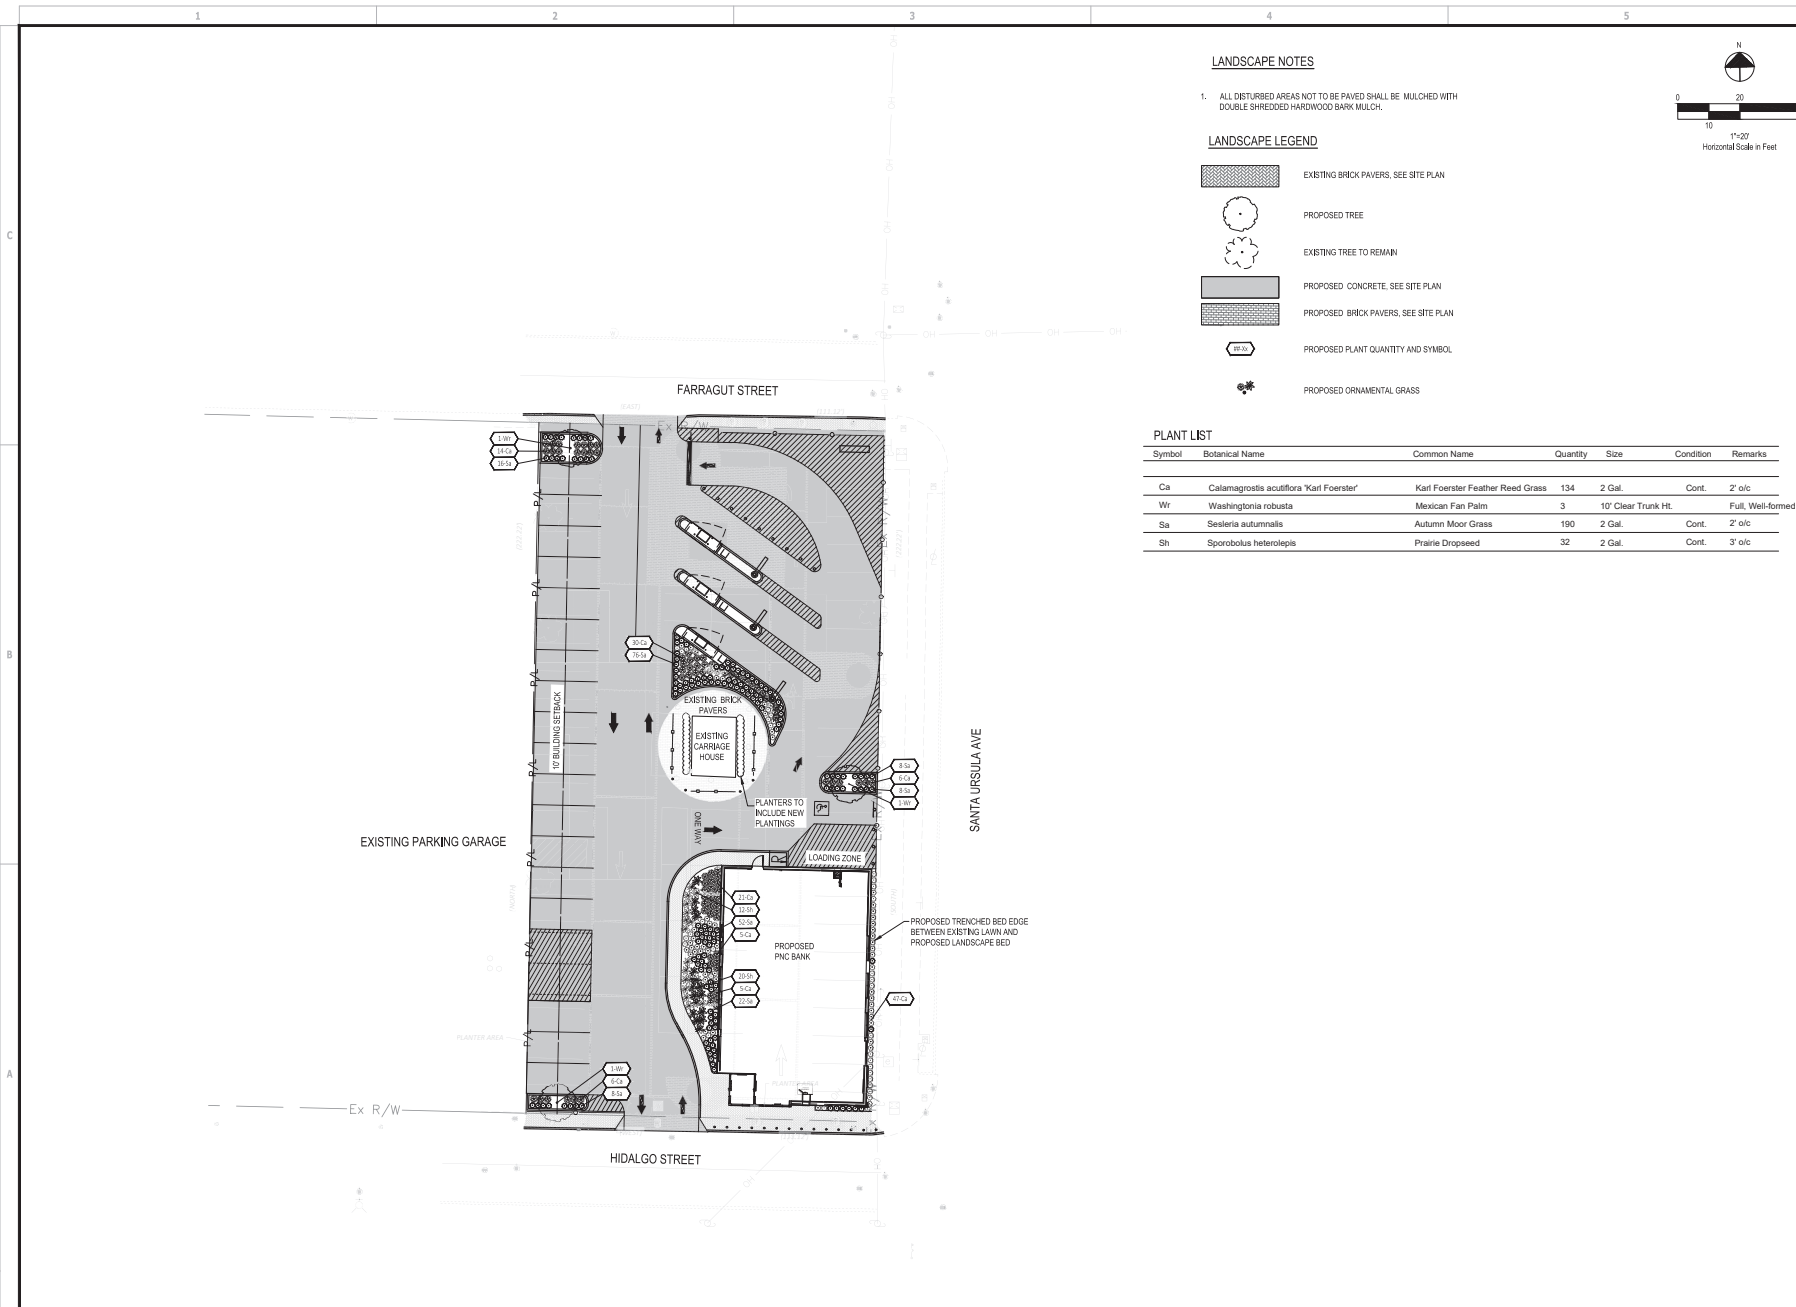 1
2
3
4
5
C
B
A
LANDSCAPE NOTES
1. ALL DISTURBED AREAS NOT TO BE PAVED SHALL BE MULCHED WITH
DOUBLE SHREDDED HARDWOOD BARK MULCH.
N
0 20
10
1"=20'
Horizontal Scale in Feet
LANDSCAPE LEGEND
EXISTING BRICK PAVERS, SEE SITE PLAN
PROPOSED TREE
EXISTING TREE TO REMAIN
PROPOSED CONCRETE, SEE SITE PLAN
PROPOSED BRICK PAVERS, SEE SITE PLAN
##-Xx PROPOSED PLANT QUANTITY AND SYMBOL
PROPOSED ORNAMENTAL GRASS
PLANT LIST
Symbol Botanical Name Common Name Quantity Size Condition Remarks
Ca Calamagrostis acutiflora 'Karl Foerster' Karl Foerster Feather Reed Grass 134 2 Gal. Cont. 2' o/c
Wr Washingtonia robusta Mexican Fan Palm 3 10' Clear Trunk Ht. Full, Well-formed
Sa Sesleria autumnalis Autumn Moor Grass 190 2 Gal. Cont. 2' o/c
Sh Sporobolus heterolepis Prairie Dropseed 32 2 Gal. Cont. 3' o/c
FARRAGUT STREET
Ex R/W
1-Wr
14-Ca
16-Sa
P/L
P/L
P/L
P/L
P/L
P/L
P/L
P/L
10' BUILDING SETBACK
30-Ca
76-Sa
EXISTING BRICK
PAVERS
EXISTING
CARRIAGE
HOUSE
PLANTERS TO
INCLUDE NEW
PLANTINGS
ONE WAY
8-Sa
6-Ca
8-Sa
1-Wr
SANTA URSULA AVE
EXISTING PARKING GARAGE
LOADING ZONE
21-Ca
12-Sh
52-Sa
5-Ca
PROPOSED
PNC BANK
PROPOSED TRENCHED BED EDGE
BETWEEN EXISTING LAWN AND
PROPOSED LANDSCAPE BED
20-Sh
5-Ca
22-Sa
47-Ca
PLANTER AREA
PLANTER AREA
1-Wr
6-Ca
8-Sa
Ex R/W
HIDALGO STREET